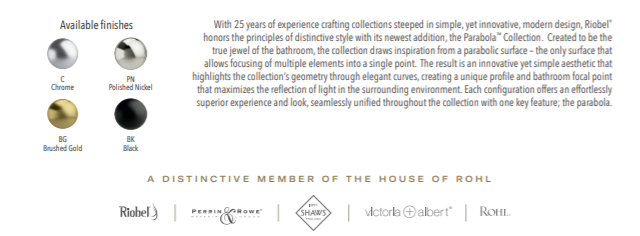 Available finishes
C
Chrome
PN
Polished Nickel
BG
Brushed Gold
BK
Black
With 25 years of experience crafting collections steeped in simple, yet innovative, modern design, Riobel®
honors the principles of distinctive style with its newest addition, the Parabola™ Collection. Created to be the
true jewel of the bathroom, the collection draws inspiration from a parabolic surface – the only surface that
allows focusing of multiple elements into a single point. The result is an innovative yet simple aesthetic that
highlights the collection's geometry through elegant curves, creating a unique profile and bathroom focal point
that maximizes the reflection of light in the surrounding environment. Each configuration offers an effortlessly
superior experience and look, seamlessly unified throughout the collection with one key feature; the parabola.
A DISTINCTIVE MEMBER OF THE HOUSE OF ROHL
Riobel
PERRIN & ROWE®
SHAWS
victoria + albert®
ROHL